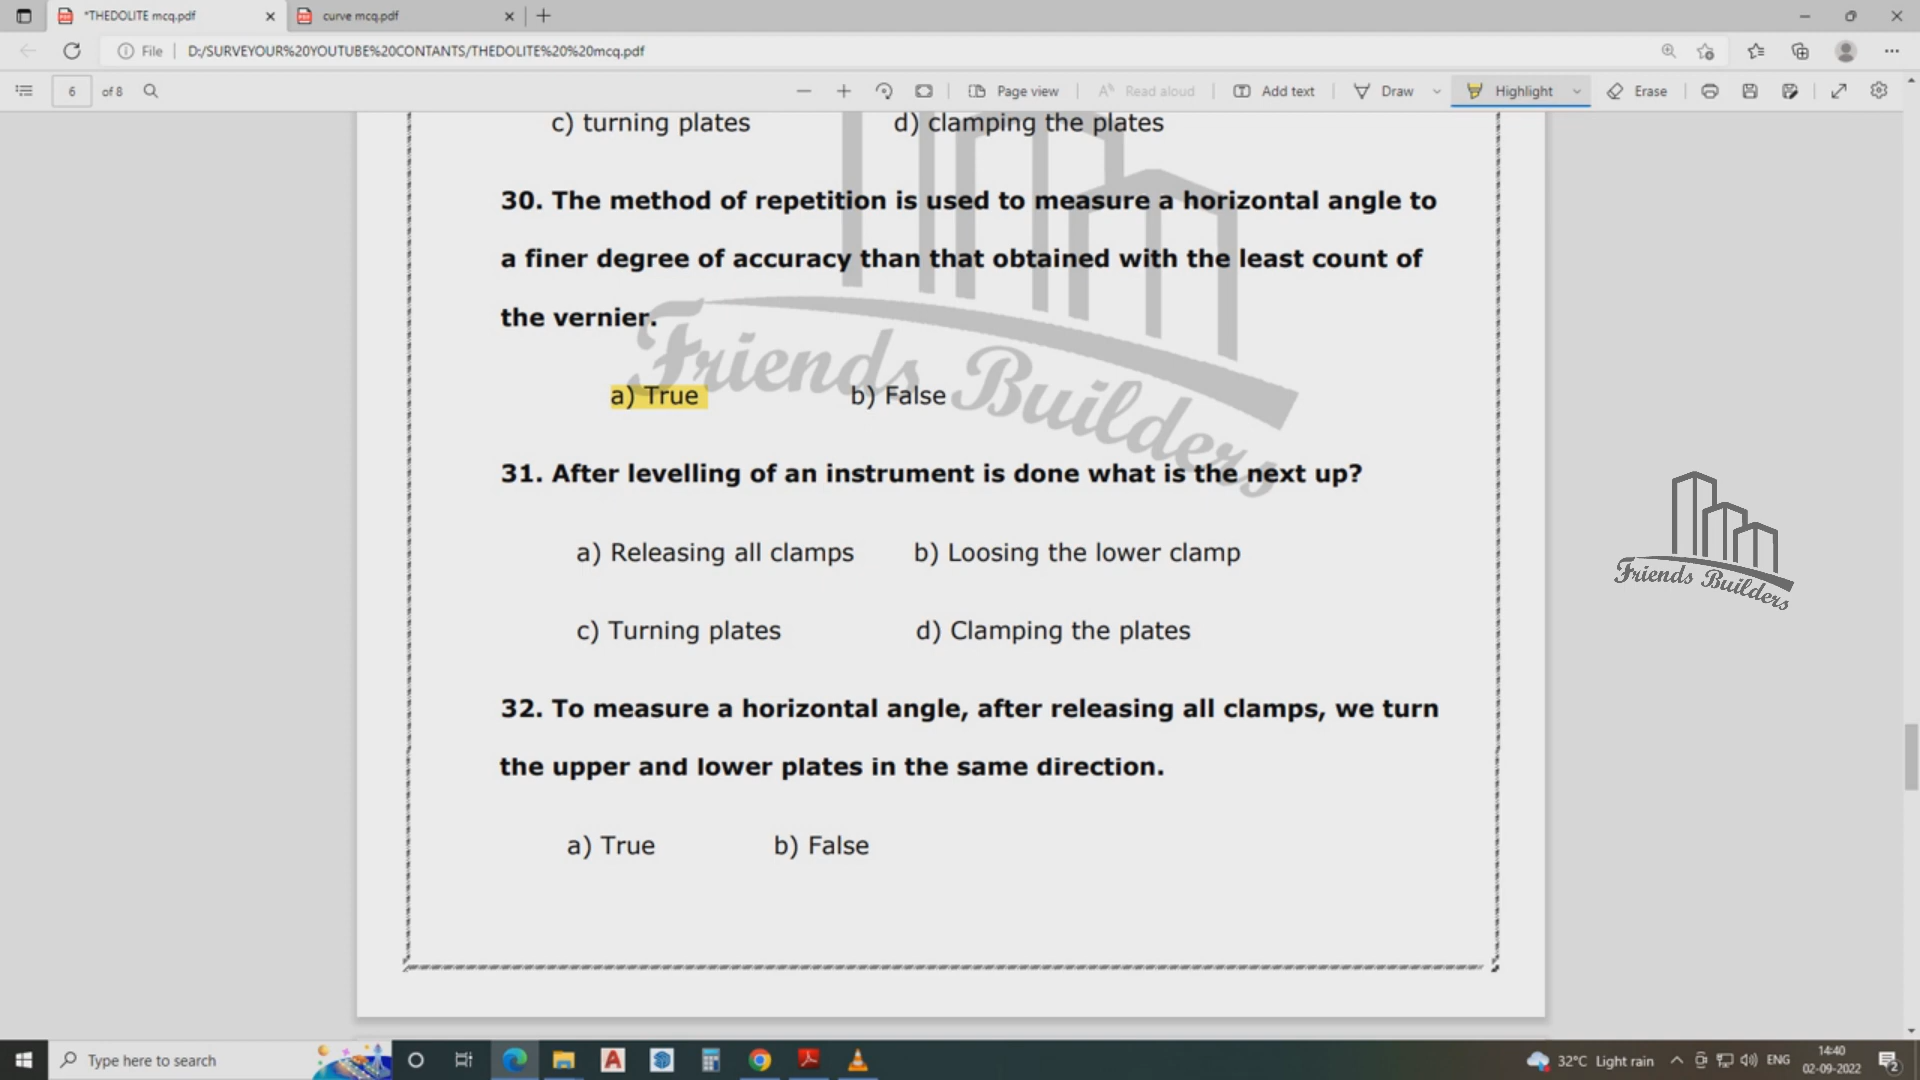 *THEDOLITE mcq.pdf
curve mcq.pdf
File
D:/SURVEYOUR%20YOUTUBE%20CONTANTS/THEDOLITE%20%20mcq.pdf
6 of 8
Page view
Read aloud
Add text
Draw
Highlight
Erase
c) turning plates d) clamping the plates
30. The method of repetition is used to measure a horizontal angle to
a finer degree of accuracy than that obtained with the least count of
the vernier.
Friends Builders
a) True b) False
31. After levelling of an instrument is done what is the next up?
a) Releasing all clamps b) Loosing the lower clamp
c) Turning plates d) Clamping the plates
Friends Builders
32. To measure a horizontal angle, after releasing all clamps, we turn
the upper and lower plates in the same direction.
a) True b) False
Type here to search
32°C Light rain
ENG
14:40
02-09-2022
2